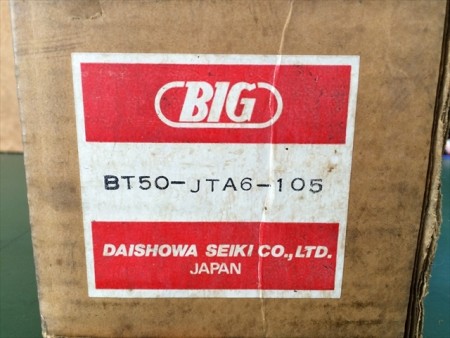 BIG
BT50-JTA6-105
DAISHOWA SEIKI CO.,LTD.
JAPAN